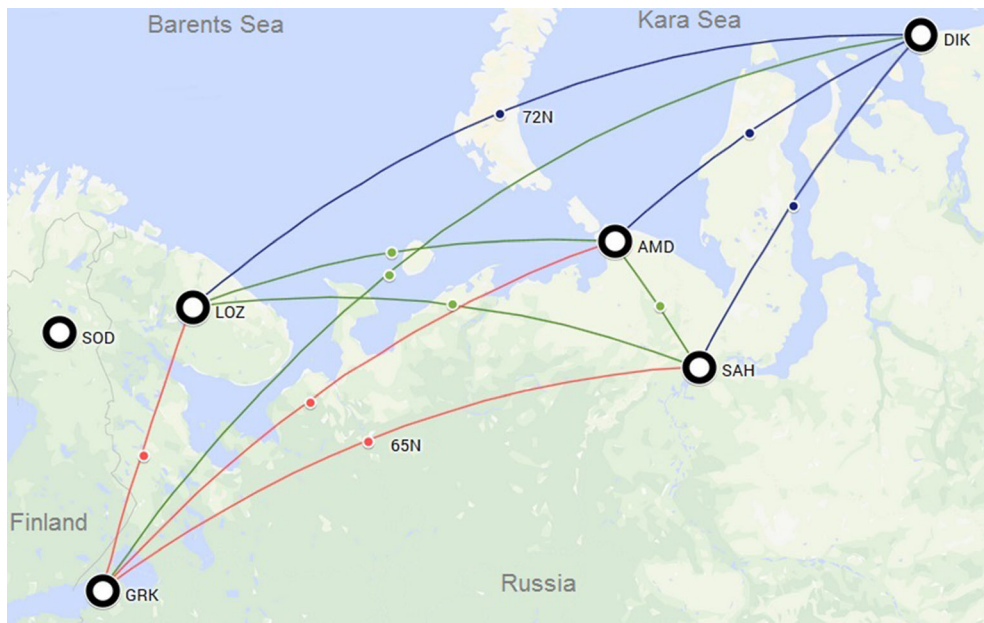 Barents Sea
Kara Sea
DIK
72N
AMD
LOZ
SOD
SAH
65N
Finland
Russia
GRK